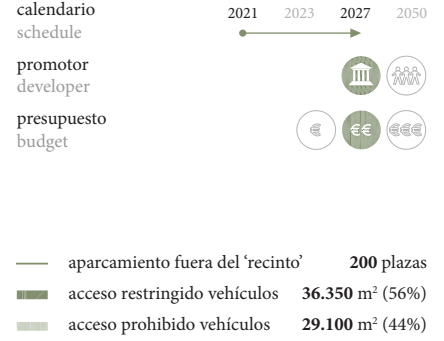 calendario 2021 2023 2027 2050
schedule
promotor
developer
presupuesto € €€ €€€
budget
aparcamiento fuera del ‘recinto’ 200 plazas
acceso restringido vehículos 36.350 m² (56%)
acceso prohibido vehículos 29.100 m² (44%)